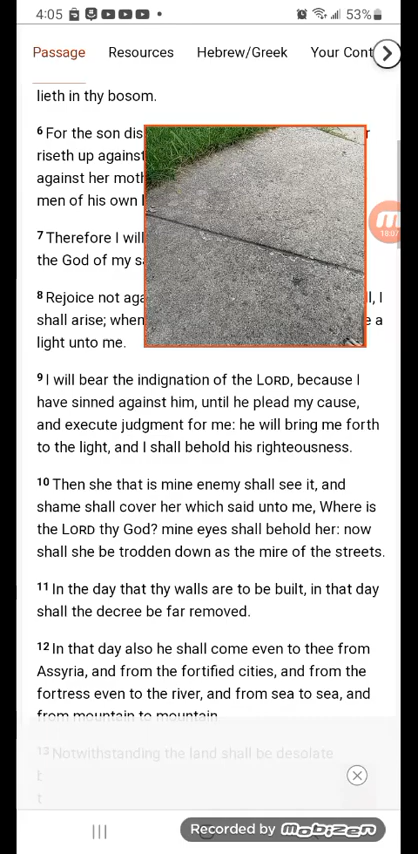 4:05 53%
Passage Resources Hebrew/Greek Your Cont
lieth in thy bosom.
6 For the son dis r
riseth up against
against her moth
men of his own
7 Therefore I will
the God of my s
8 Rejoice not aga ll, I
shall arise; when e a
light unto me.
18:07
9 I will bear the indignation of the LORD, because I
have sinned against him, until he plead my cause,
and execute judgment for me: he will bring me forth
to the light, and I shall behold his righteousness.
10 Then she that is mine enemy shall see it, and
shame shall cover her which said unto me, Where is
the LORD thy God? mine eyes shall behold her: now
shall she be trodden down as the mire of the streets.
11 In the day that thy walls are to be built, in that day
shall the decree be far removed.
12 In that day also he shall come even to thee from
Assyria, and from the fortified cities, and from the
fortress even to the river, and from sea to sea, and
from mountain to mountain.
13 Notwithstanding the land shall be desolate
b
t
Recorded by mobizen